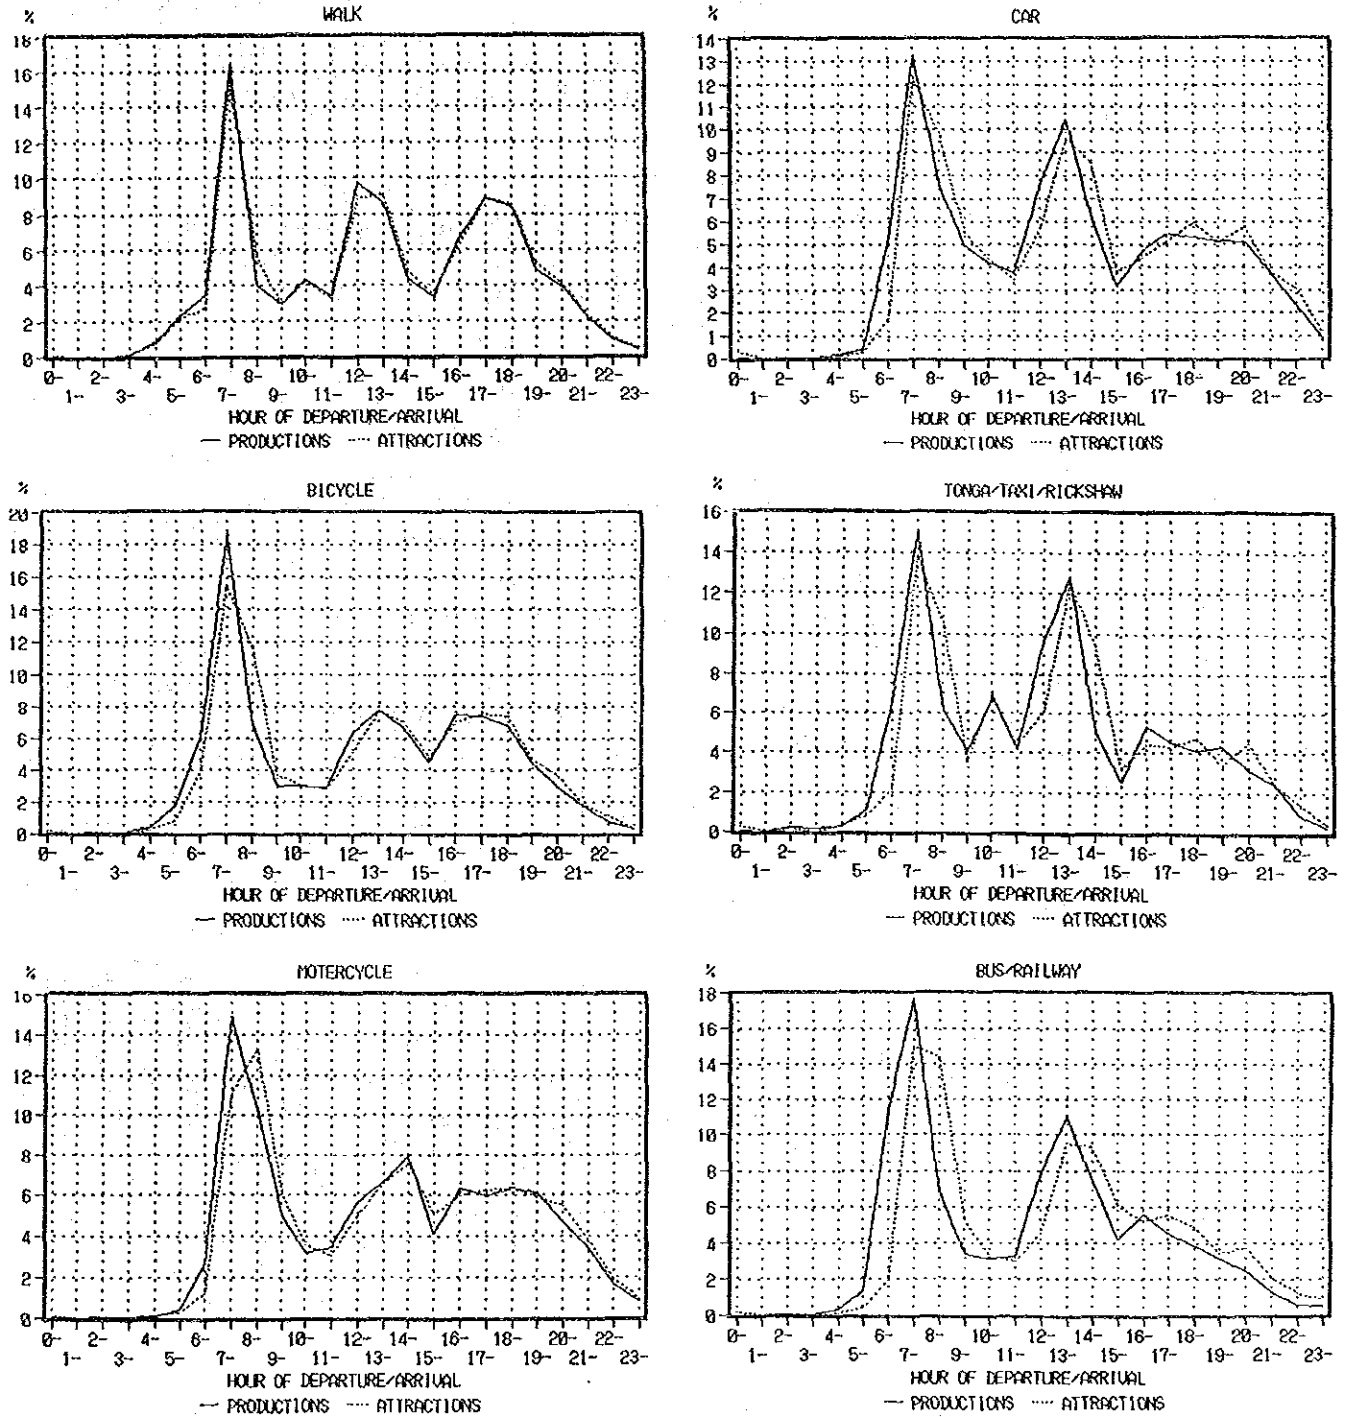 %
WALK
18
16
14
12
10
8
6
4
2
0
0- 2- 4- 6- 8- 10- 12- 14- 16- 18- 20- 22-
1- 3- 5- 7- 9- 11- 13- 15- 17- 19- 21- 23-
HOUR OF DEPARTURE/ARRIVAL
— PRODUCTIONS ···· ATTRACTIONS
%
CAR
14
13
12
11
10
9
8
7
6
5
4
3
2
1
0
0- 2- 4- 6- 8- 10- 12- 14- 16- 18- 20- 22-
1- 3- 5- 7- 9- 11- 13- 15- 17- 19- 21- 23-
HOUR OF DEPARTURE/ARRIVAL
— PRODUCTIONS ···· ATTRACTIONS
%
BICYCLE
20
18
16
14
12
10
8
6
4
2
0
0- 2- 4- 6- 8- 10- 12- 14- 16- 18- 20- 22-
1- 3- 5- 7- 9- 11- 13- 15- 17- 19- 21- 23-
HOUR OF DEPARTURE/ARRIVAL
— PRODUCTIONS ···· ATTRACTIONS
%
TONGA/TAXI/RICKSHAW
16
14
12
10
8
6
4
2
0
0- 2- 4- 6- 8- 10- 12- 14- 16- 18- 20- 22-
1- 3- 5- 7- 9- 11- 13- 15- 17- 19- 21- 23-
HOUR OF DEPARTURE/ARRIVAL
— PRODUCTIONS ···· ATTRACTIONS
%
MOTERCYCLE
16
14
12
10
8
6
4
2
0
0- 2- 4- 6- 8- 10- 12- 14- 16- 18- 20- 22-
1- 3- 5- 7- 9- 11- 13- 15- 17- 19- 21- 23-
HOUR OF DEPARTURE/ARRIVAL
— PRODUCTIONS ···· ATTRACTIONS
%
BUS/RAILWAY
18
16
14
12
10
8
6
4
2
0
0- 2- 4- 6- 8- 10- 12- 14- 16- 18- 20- 22-
1- 3- 5- 7- 9- 11- 13- 15- 17- 19- 21- 23-
HOUR OF DEPARTURE/ARRIVAL
— PRODUCTIONS ···· ATTRACTIONS